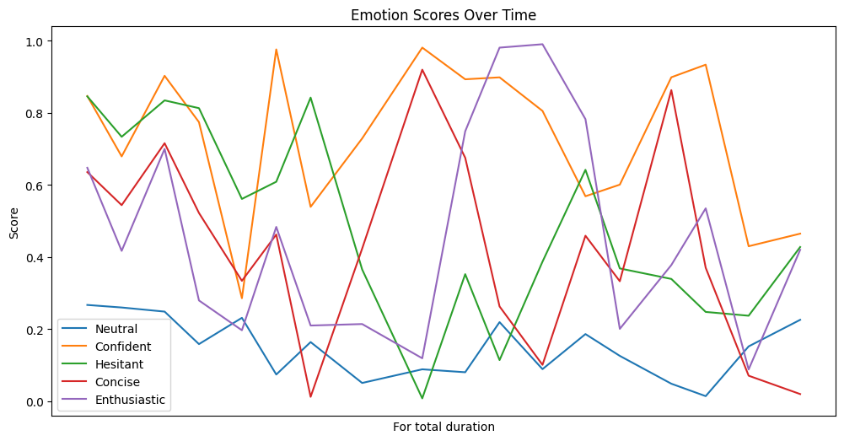 Emotion Scores Over Time
Score
1.0
0.8
0.6
0.4
0.2
0.0
Neutral
Confident
Hesitant
Concise
Enthusiastic
For total duration